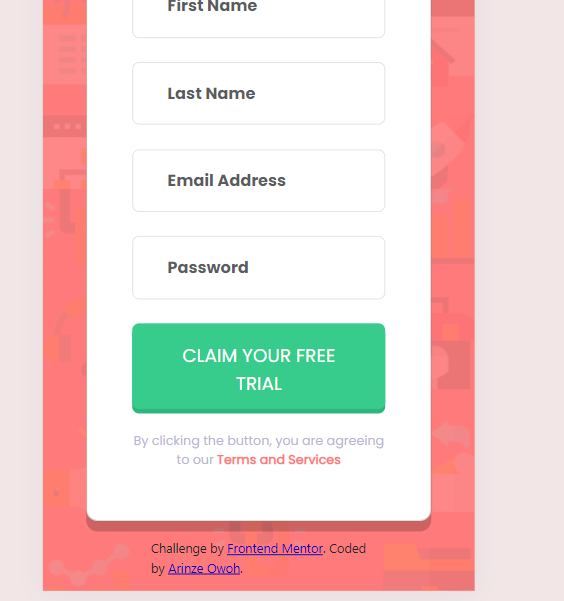 First Name
Last Name
Email Address
Password
CLAIM YOUR FREE
TRIAL
By clicking the button, you are agreeing
to our Terms and Services
Challenge by Frontend Mentor. Coded
by Arinze Owoh.